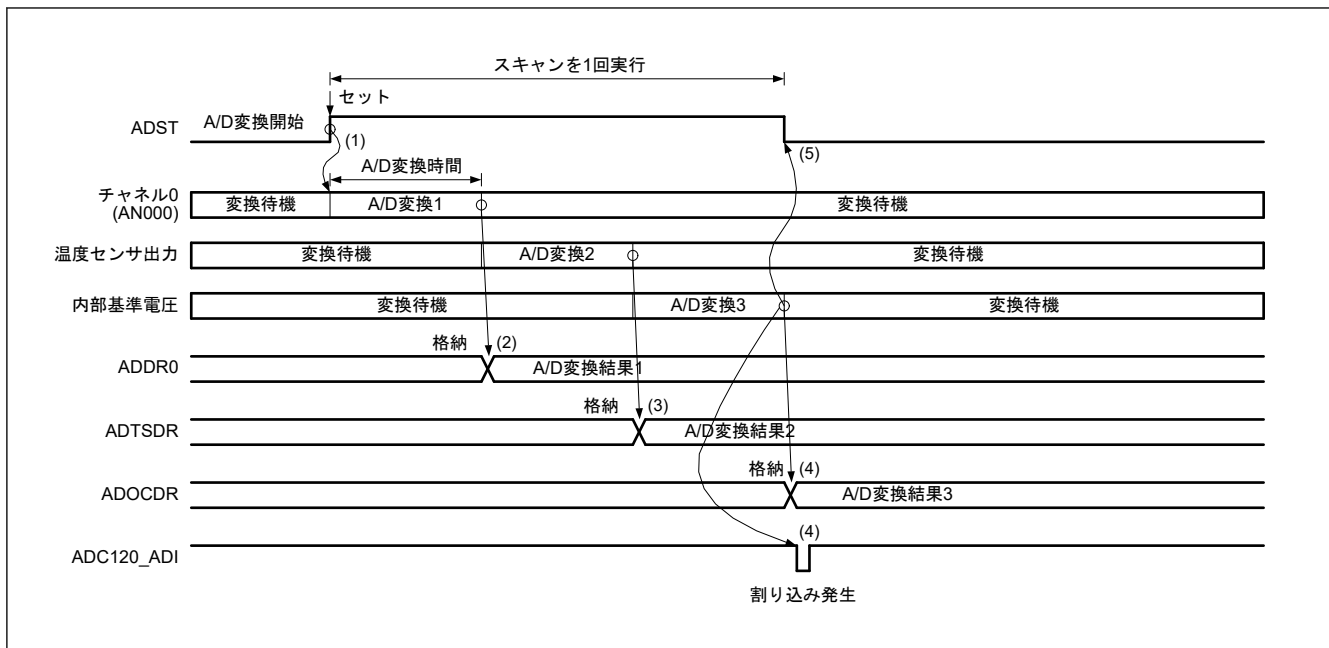 スキャンを1回実行
セット
ADST
A/D変換開始
(1)
(5)
A/D変換時間
チャネル0
(AN000)
変換待機
A/D変換1
変換待機
温度センサ出力
変換待機
A/D変換2
変換待機
内部基準電圧
変換待機
A/D変換3
変換待機
格納
(2)
ADDR0
A/D変換結果1
格納
(3)
ADTSDR
A/D変換結果2
格納
(4)
ADOCDR
A/D変換結果3
(4)
ADC120_ADI
割り込み発生